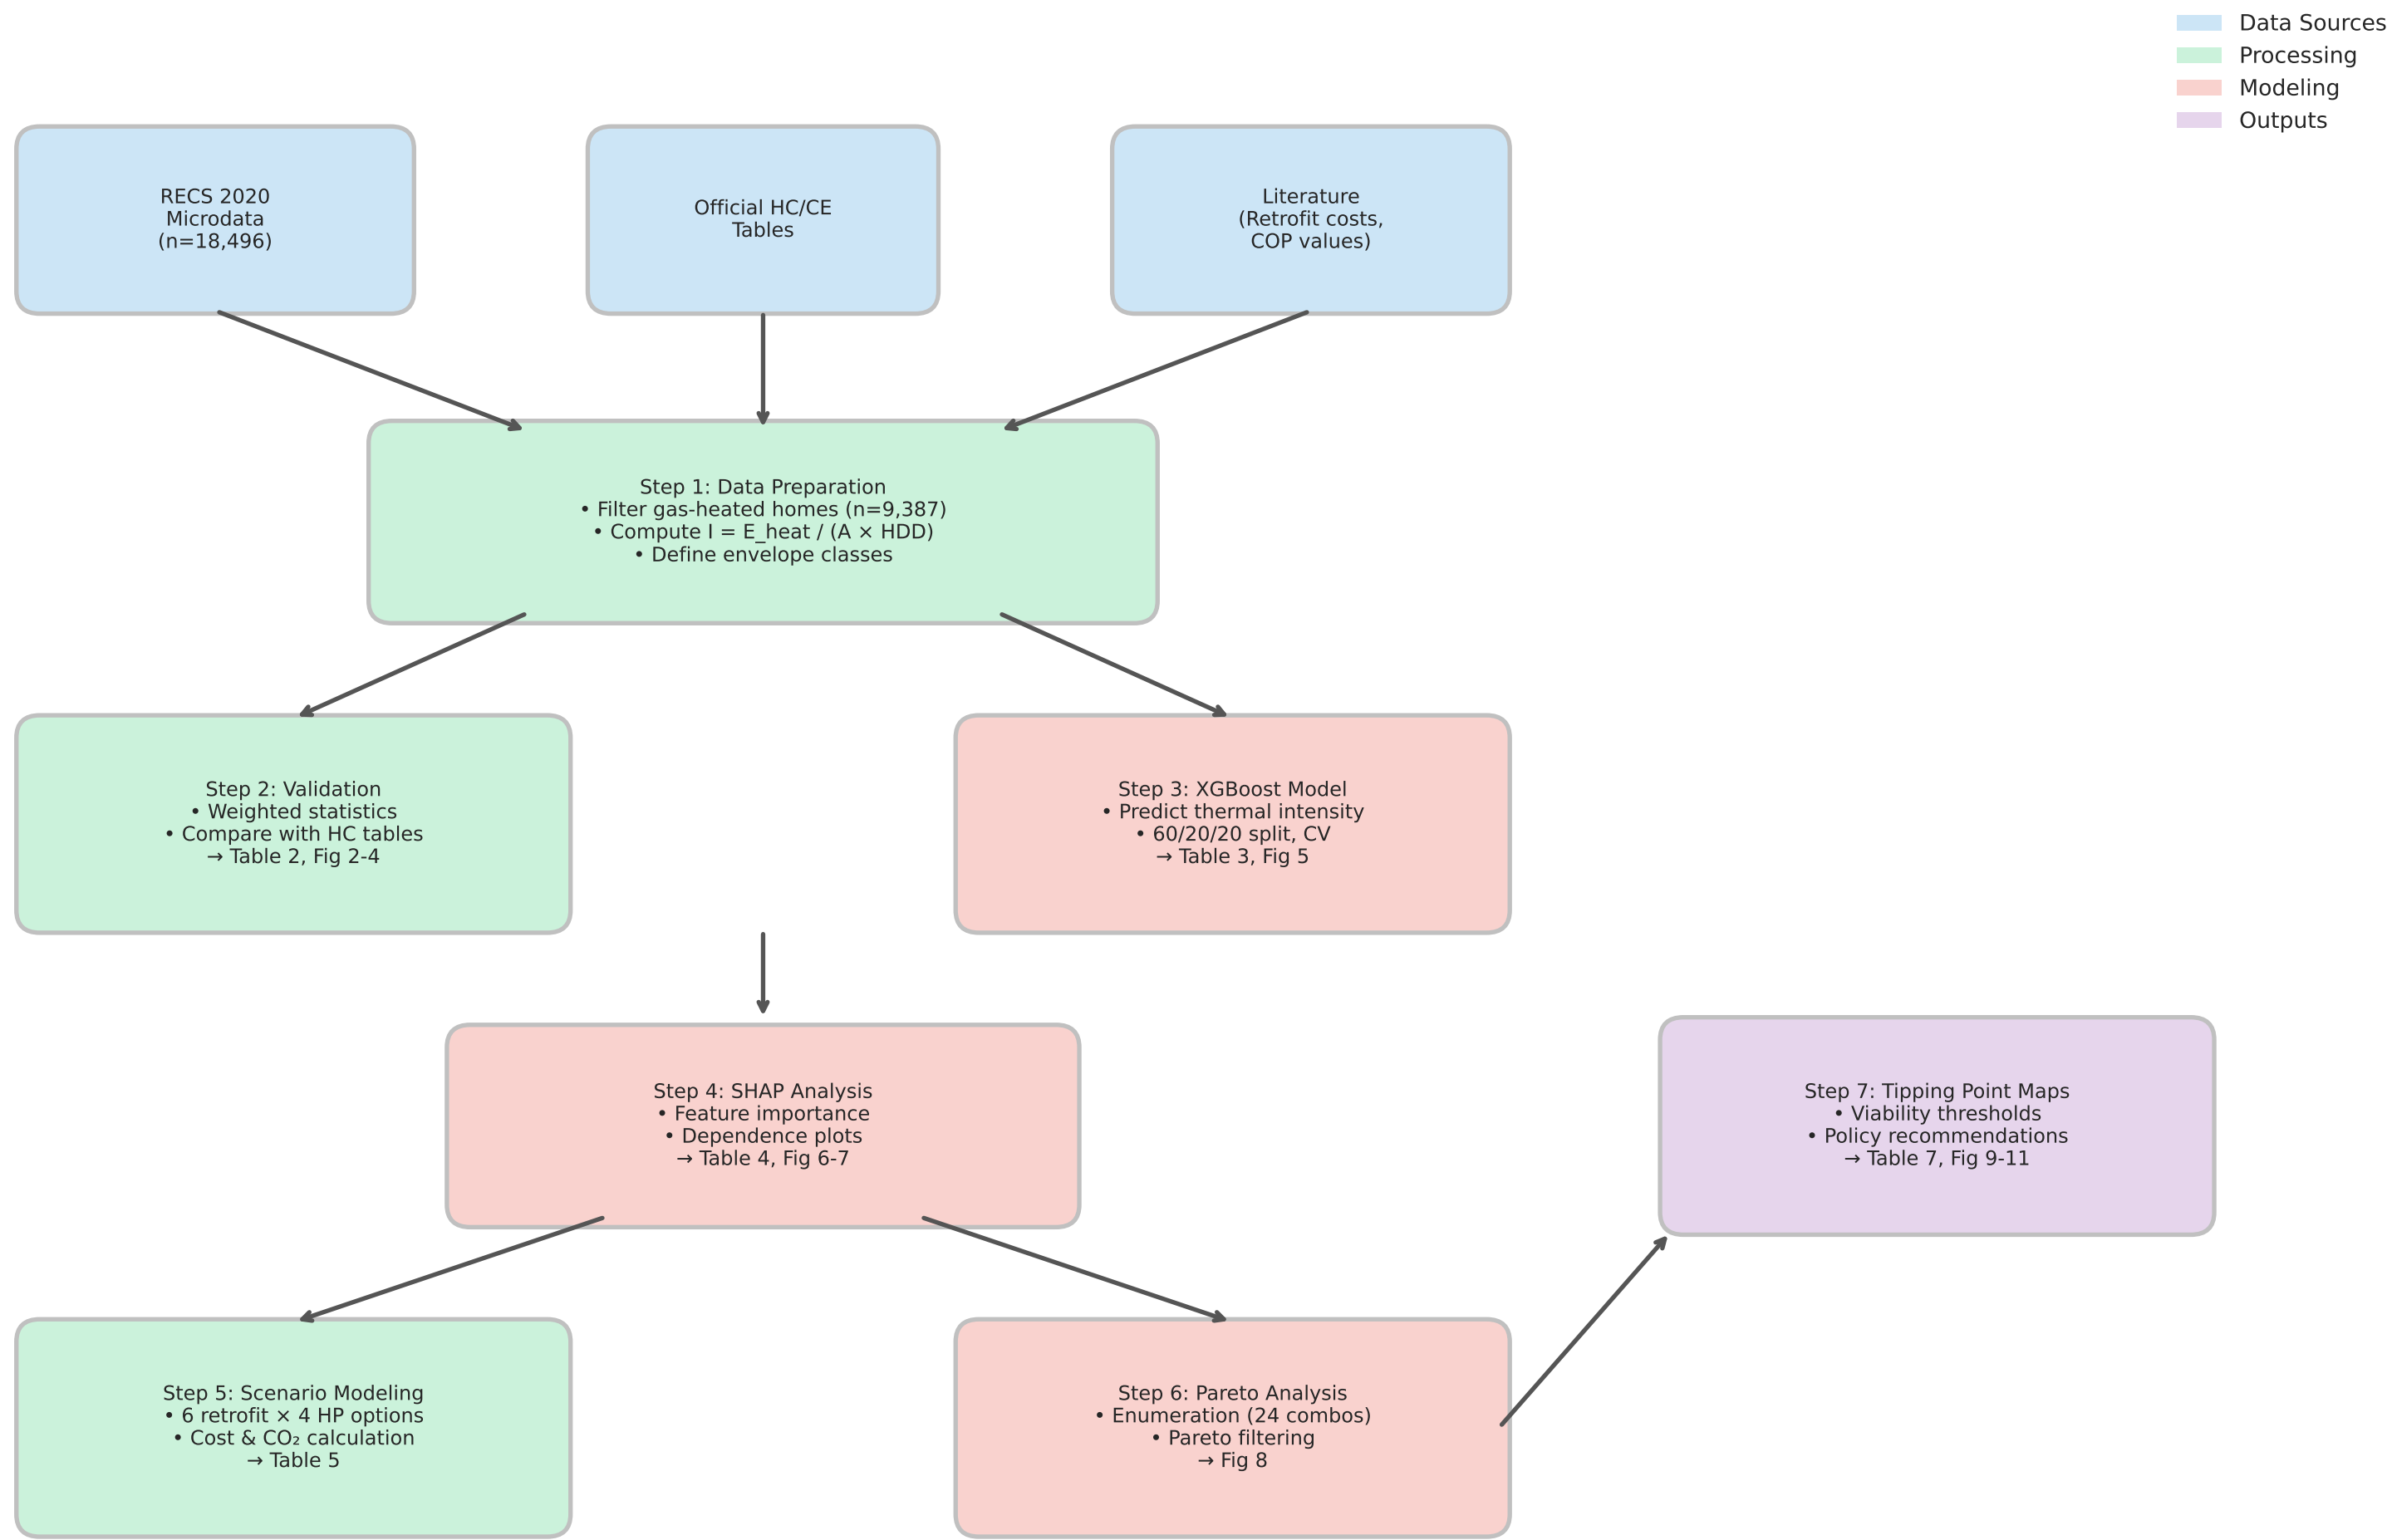 Data Sources
Processing
Modeling
Outputs
RECS 2020
Microdata
(n=18,496)
Official HC/CE
Tables
Literature
(Retrofit costs,
COP values)
Step 1: Data Preparation
• Filter gas-heated homes (n=9,387)
• Compute I = E_heat / (A × HDD)
• Define envelope classes
Step 2: Validation
• Weighted statistics
• Compare with HC tables
→ Table 2, Fig 2-4
Step 3: XGBoost Model
• Predict thermal intensity
• 60/20/20 split, CV
→ Table 3, Fig 5
Step 4: SHAP Analysis
• Feature importance
• Dependence plots
→ Table 4, Fig 6-7
Step 7: Tipping Point Maps
• Viability thresholds
• Policy recommendations
→ Table 7, Fig 9-11
Step 5: Scenario Modeling
• 6 retrofit × 4 HP options
• Cost & CO₂ calculation
→ Table 5
Step 6: Pareto Analysis
• Enumeration (24 combos)
• Pareto filtering
→ Fig 8